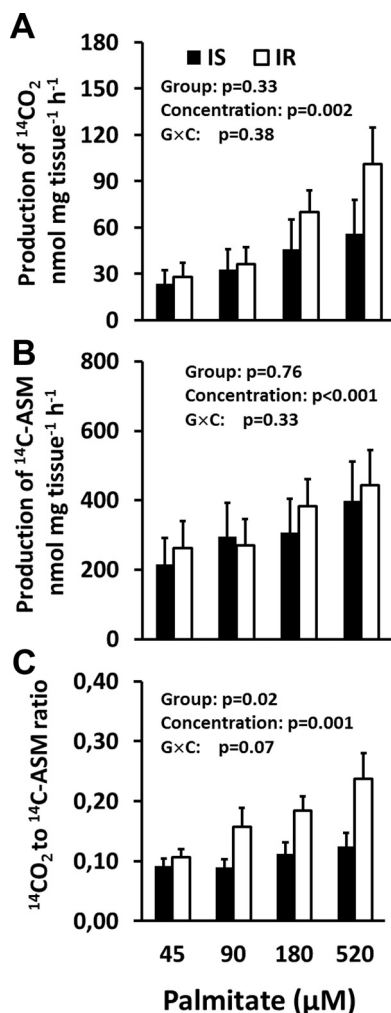 A
180
150
120
90
60
30
0
Production of ¹⁴CO₂
nmol mg tissue⁻¹ h⁻¹
IS IR
Group: p=0.33
Concentration: p=0.002
G×C: p=0.38
B
800
600
400
200
0
Production of ¹⁴C-ASM
nmol mg tissue⁻¹ h⁻¹
Group: p=0.76
Concentration: p<0.001
G×C: p=0.33
C
0,40
0,30
0,20
0,10
0,00
¹⁴CO₂ to ¹⁴C-ASM ratio
Group: p=0.02
Concentration: p=0.001
G×C: p=0.07
45 90 180 520
Palmitate (µM)